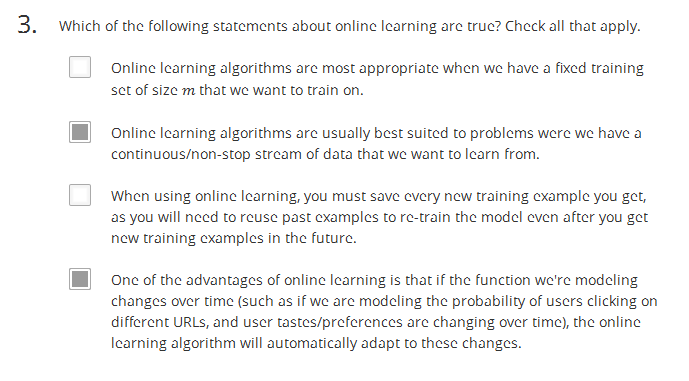 3. Which of the following statements about online learning are true? Check all that apply.
Online learning algorithms are most appropriate when we have a fixed training
set of size m that we want to train on.
Online learning algorithms are usually best suited to problems were we have a
continuous/non-stop stream of data that we want to learn from.
When using online learning, you must save every new training example you get,
as you will need to reuse past examples to re-train the model even after you get
new training examples in the future.
One of the advantages of online learning is that if the function we're modeling
changes over time (such as if we are modeling the probability of users clicking on
different URLs, and user tastes/preferences are changing over time), the online
learning algorithm will automatically adapt to these changes.